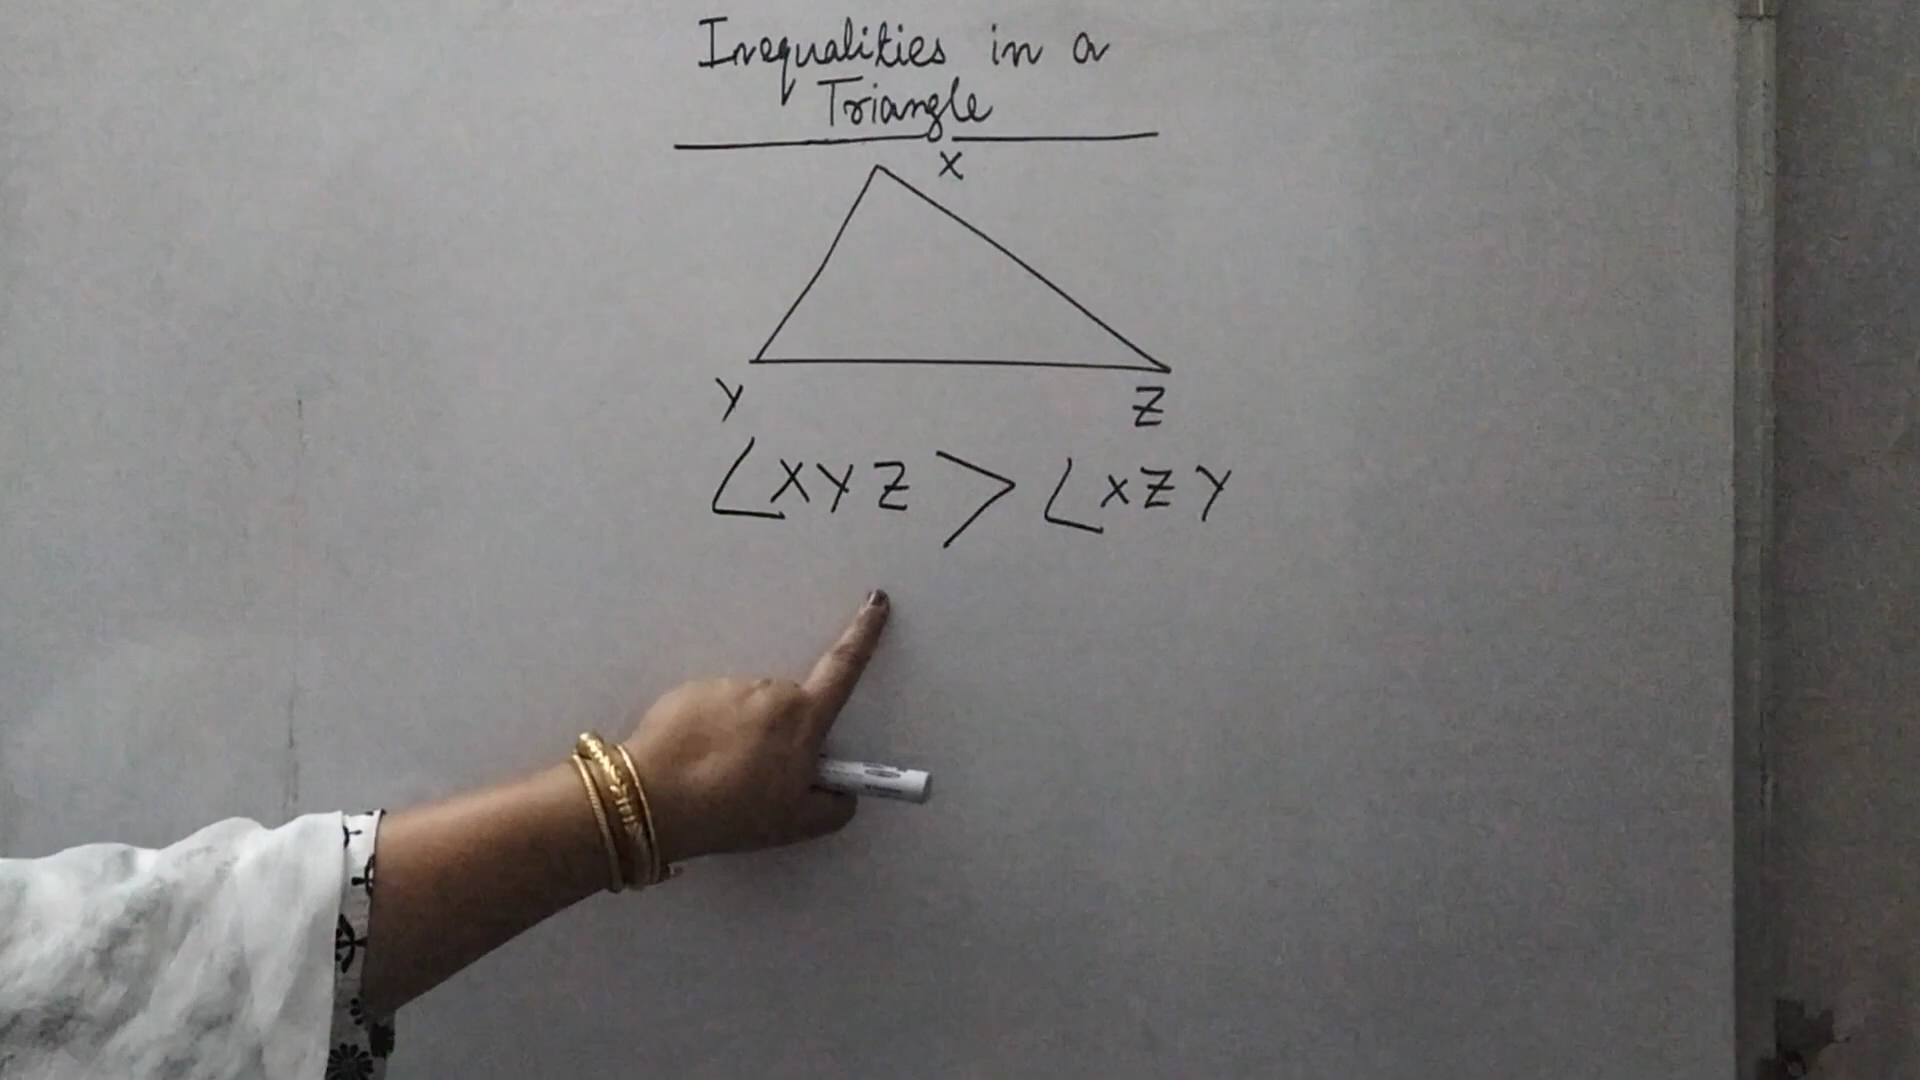 Inequalities in a
Triangle
X
Y Z
∠XYZ > ∠XZY